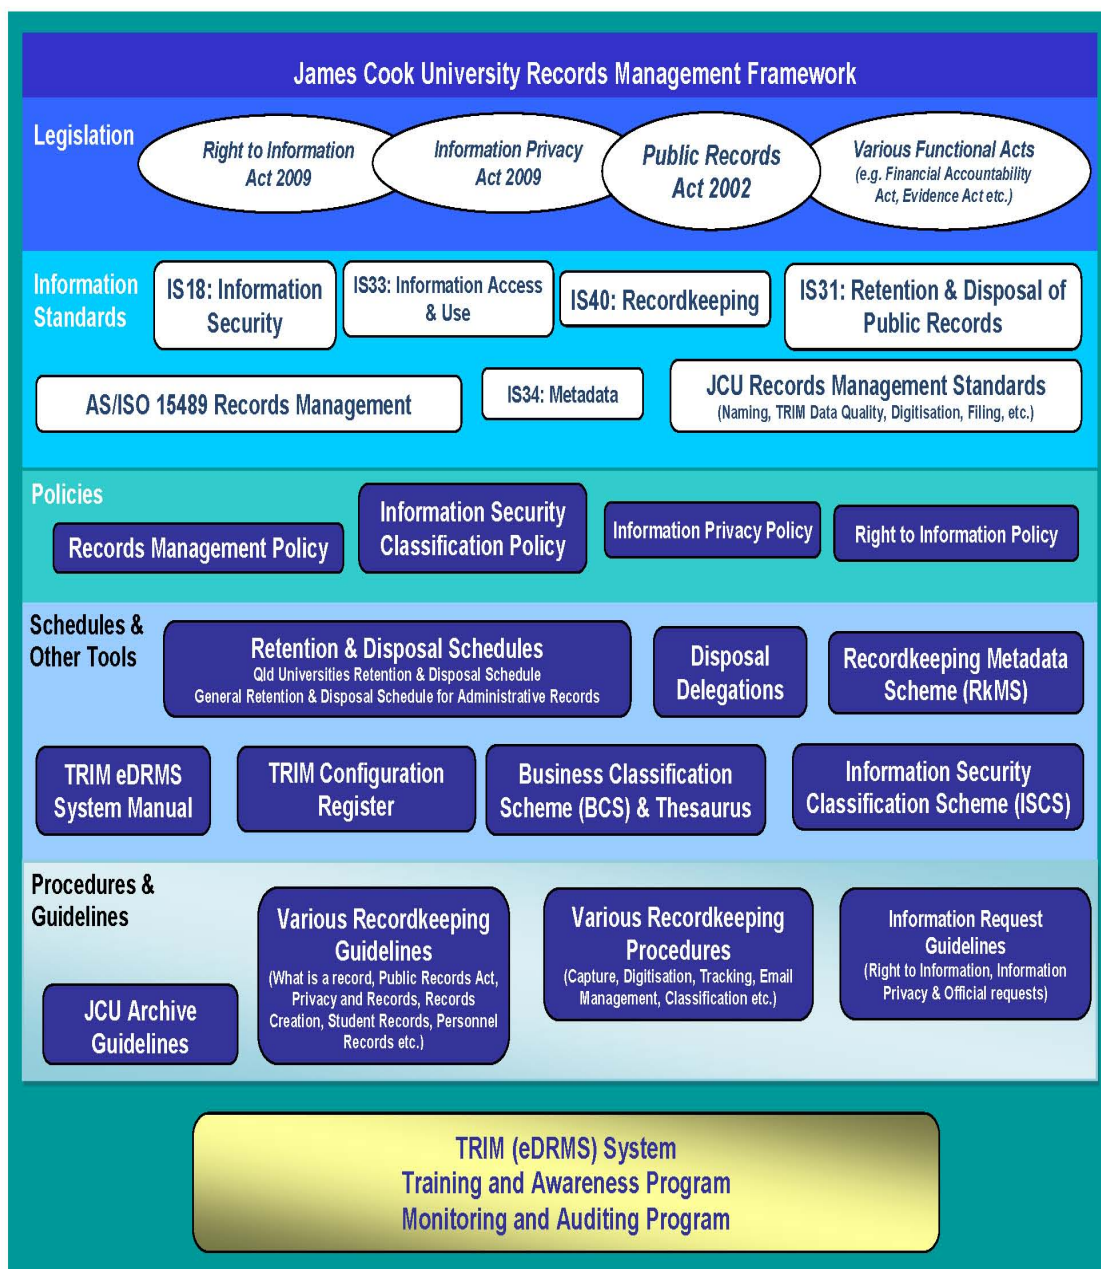 James Cook University Records Management Framework
Legislation
Right to Information
Act 2009
Information Privacy
Act 2009
Public Records
Act 2002
Various Functional Acts
(e.g. Financial Accountability
Act, Evidence Act etc.)
Information
Standards
IS18: Information
Security
IS33: Information Access
& Use
IS40: Recordkeeping
IS31: Retention & Disposal of
Public Records
AS/ISO 15489 Records Management
IS34: Metadata
JCU Records Management Standards
(Naming, TRIM Data Quality, Digitisation, Filing, etc.)
Policies
Records Management Policy
Information Security
Classification Policy
Information Privacy Policy
Right to Information Policy
Schedules &
Other Tools
Retention & Disposal Schedules
Qld Universities Retention & Disposal Schedule
General Retention & Disposal Schedule for Administrative Records
Disposal
Delegations
Recordkeeping Metadata
Scheme (RkMS)
TRIM eDRMS
System Manual
TRIM Configuration
Register
Business Classification
Scheme (BCS) & Thesaurus
Information Security
Classification Scheme (ISCS)
Procedures &
Guidelines
JCU Archive
Guidelines
Various Recordkeeping
Guidelines
(What is a record, Public Records Act,
Privacy and Records, Records
Creation, Student Records, Personnel
Records etc.)
Various Recordkeeping
Procedures
(Capture, Digitisation, Tracking, Email
Management, Classification etc.)
Information Request
Guidelines
(Right to Information, Information
Privacy & Official requests)
TRIM (eDRMS) System
Training and Awareness Program
Monitoring and Auditing Program